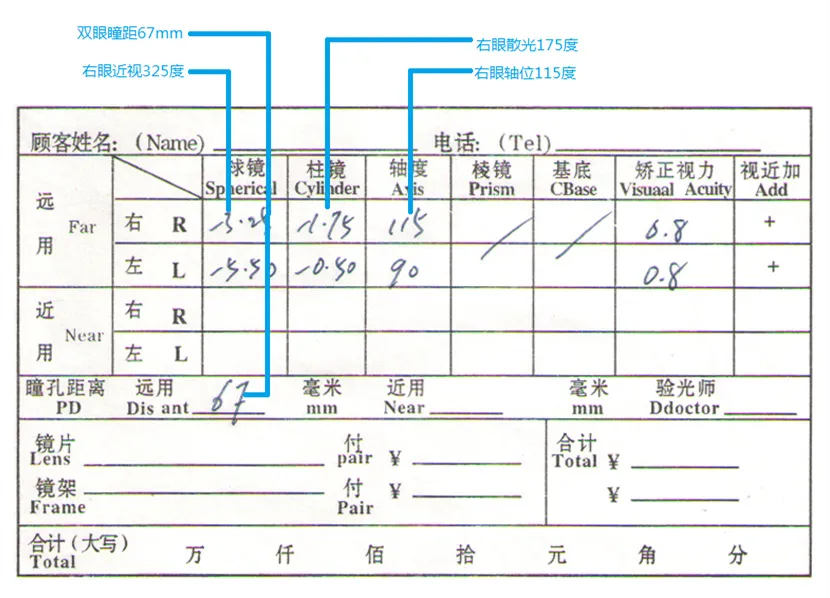 双眼瞳距67mm
右眼散光175度
右眼近视325度
右眼轴位115度
顾客姓名：（Name）
电话：（Tel）
球镜 柱镜 轴度 棱镜 基底 矫正视力 视近加
Spherical Cylinder Axis Prism CBase Visuaal Acuity Add
远用 Far
右 R -3.25 -1.75 115 0.8 +
左 L -5.50 -0.50 90 0.8 +
近用 Near
右 R
左 L
瞳孔距离 远用 67 毫米 近用 毫米 验光师
PD Dis ant mm Near mm Ddoctor
镜片 付 合计
Lens pair ¥ Total ¥
镜架 付 ¥ ¥
Frame Pair
合计（大写） 万 仟 佰 拾 元 角 分
Total